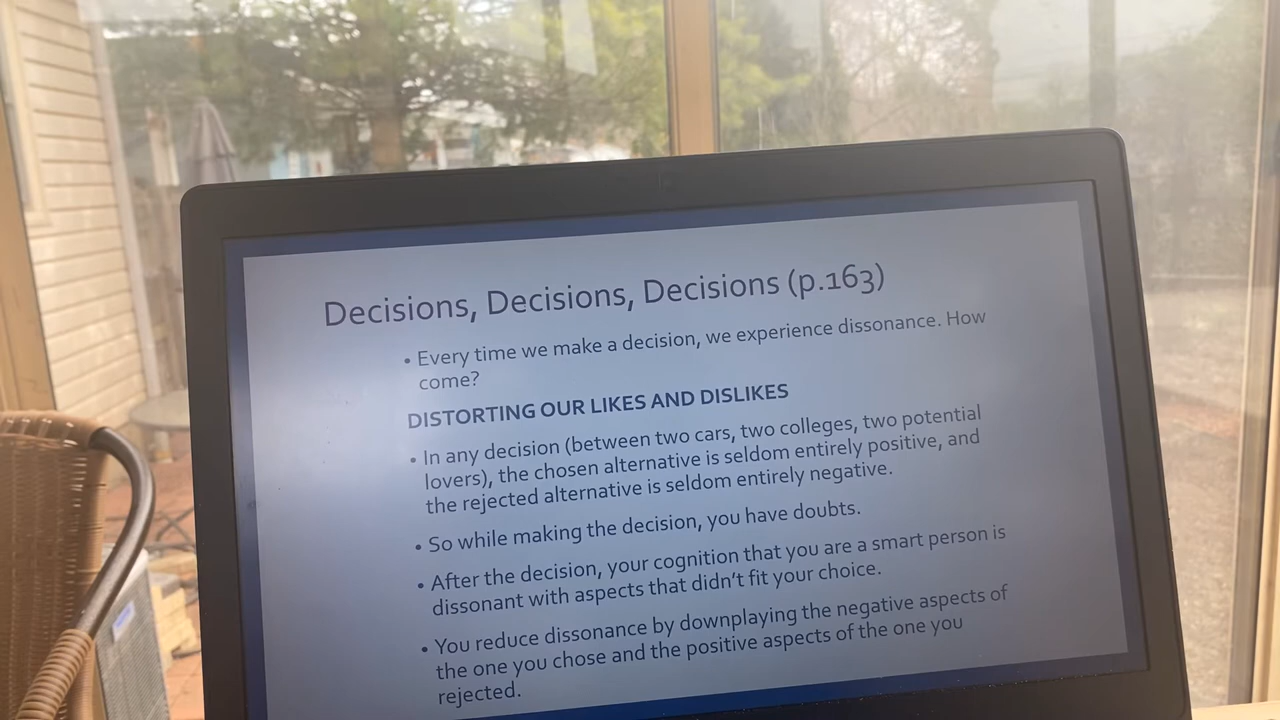 Decisions, Decisions, Decisions (p.163)
• Every time we make a decision, we experience dissonance. How
come?
DISTORTING OUR LIKES AND DISLIKES
• In any decision (between two cars, two colleges, two potential
lovers), the chosen alternative is seldom entirely positive, and
the rejected alternative is seldom entirely negative.
• So while making the decision, you have doubts.
• After the decision, your cognition that you are a smart person is
dissonant with aspects that didn't fit your choice.
• You reduce dissonance by downplaying the negative aspects of
the one you chose and the positive aspects of the one you
rejected.